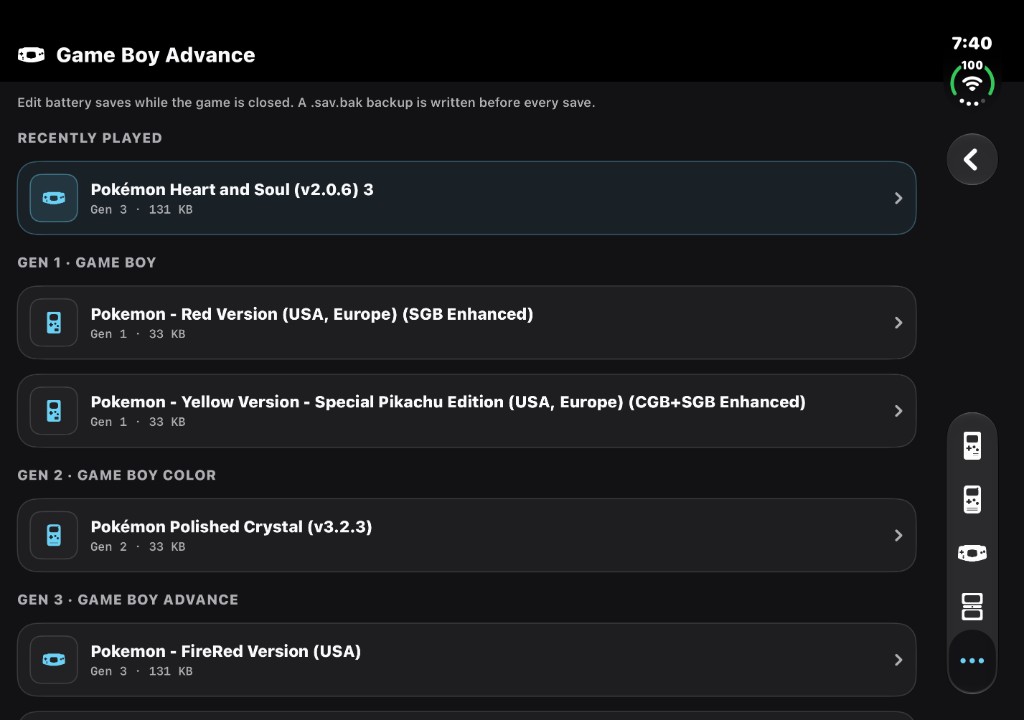 Game Boy Advance
7:40
100
Edit battery saves while the game is closed. A .sav.bak backup is written before every save.
RECENTLY PLAYED
Pokémon Heart and Soul (v2.0.6) 3
Gen 3 · 131 KB
GEN 1 · GAME BOY
Pokemon - Red Version (USA, Europe) (SGB Enhanced)
Gen 1 · 33 KB
Pokemon - Yellow Version - Special Pikachu Edition (USA, Europe) (CGB+SGB Enhanced)
Gen 1 · 33 KB
GEN 2 · GAME BOY COLOR
Pokémon Polished Crystal (v3.2.3)
Gen 2 · 33 KB
GEN 3 · GAME BOY ADVANCE
Pokemon - FireRed Version (USA)
Gen 3 · 131 KB